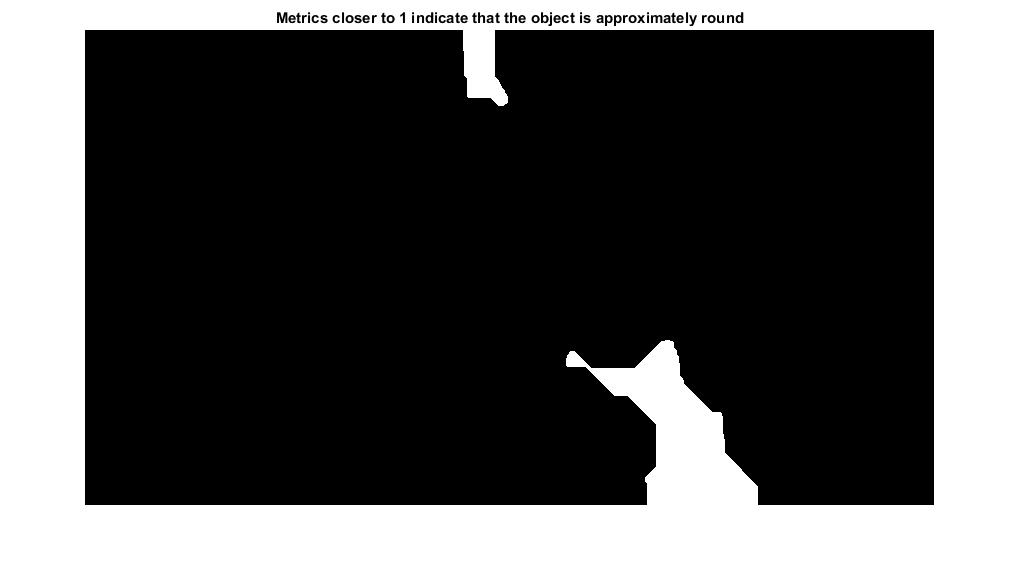 Metrics closer to 1 indicate that the object is approximately round